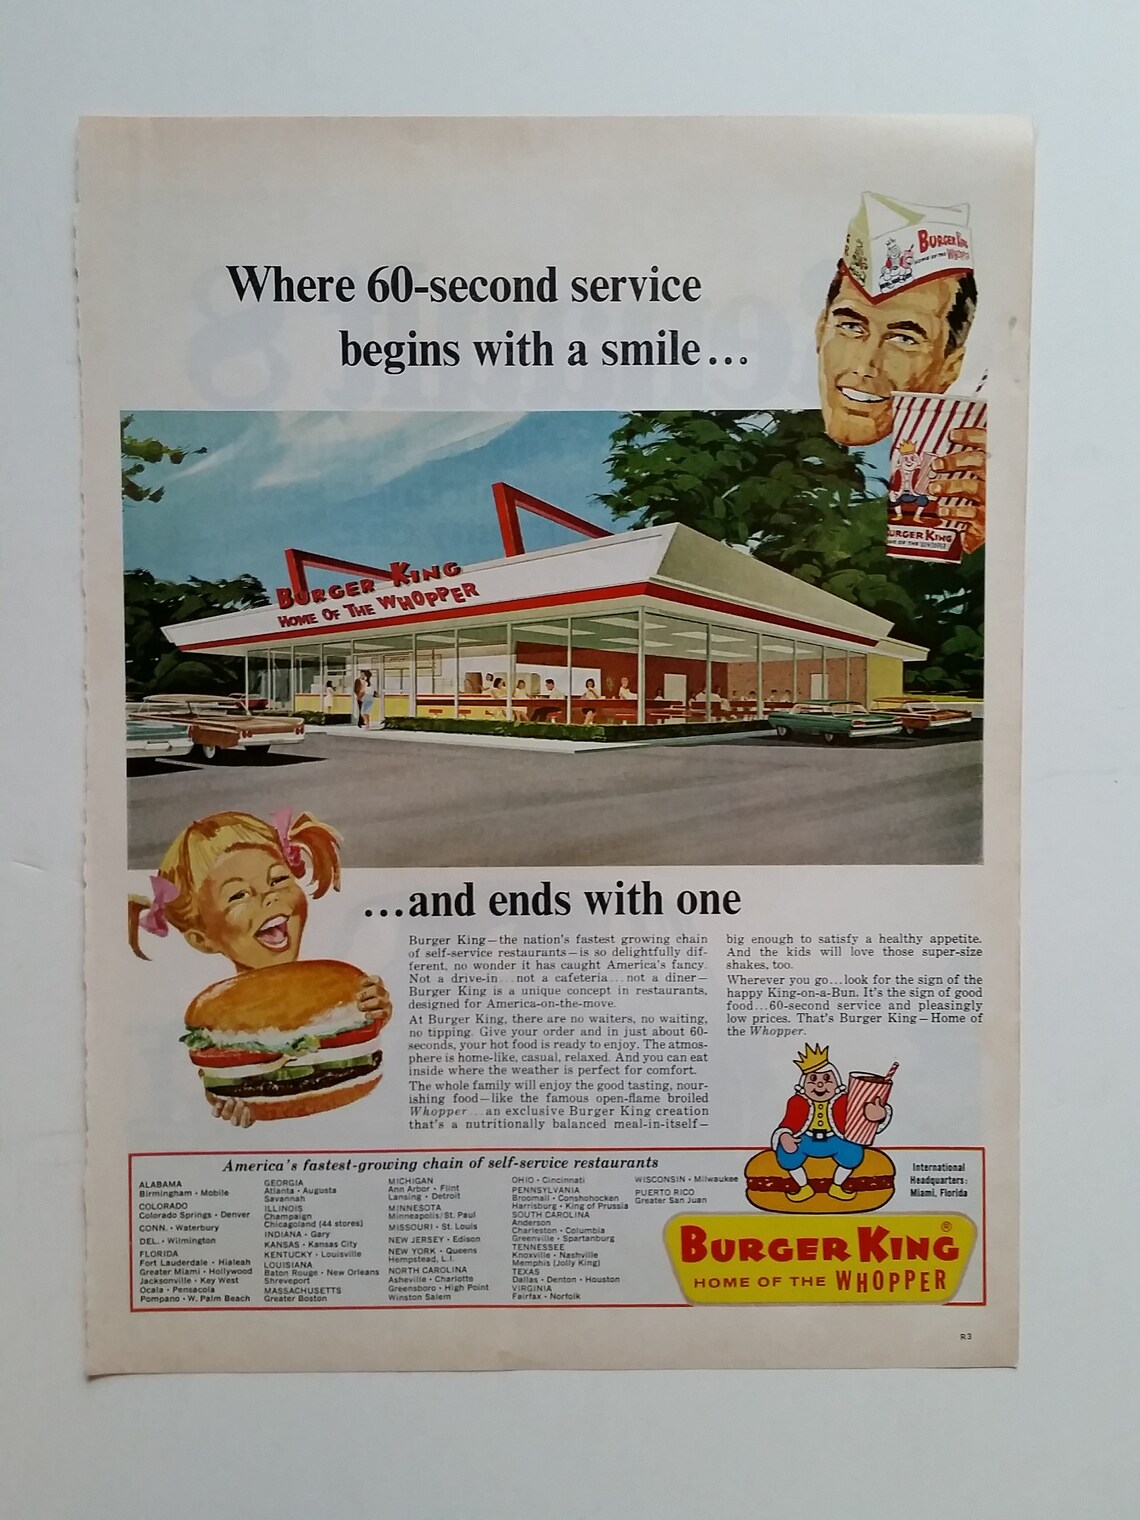 BURGER KING
HOME OF THE WHOPPER
Where 60-second service
begins with a smile...
BURGER KING
HOME OF THE WHOPPER
BURGER KING
HOME OF THE WHOPPER
...and ends with one
Burger King—the nation's fastest growing chain
of self-service restaurants—is so delightfully dif-
ferent, no wonder it has caught America's fancy.
Not a drive-in...not a cafeteria...not a diner—
Burger King is a unique concept in restaurants,
designed for America-on-the-move.
At Burger King, there are no waiters, no waiting,
no tipping. Give your order and in just about 60-
seconds, your hot food is ready to enjoy. The atmos-
phere is home-like, casual, relaxed. And you can eat
inside where the weather is perfect for comfort.
The whole family will enjoy the good tasting, nour-
ishing food—like the famous open-flame broiled
Whopper...an exclusive Burger King creation
that's a nutritionally balanced meal-in-itself—
big enough to satisfy a healthy appetite.
And the kids will love those super-size
shakes, too.
Wherever you go...look for the sign of the
happy King-on-a-Bun. It's the sign of good
food...60-second service and pleasingly
low prices. That's Burger King—Home of
the Whopper.
America's fastest-growing chain of self-service restaurants
ALABAMA
Birmingham • Mobile
COLORADO
Colorado Springs • Denver
CONN. • Waterbury
DEL. • Wilmington
FLORIDA
Fort Lauderdale • Hialeah
Greater Miami • Hollywood
Jacksonville • Key West
Ocala • Pensacola
Pompano • W. Palm Beach
GEORGIA
Atlanta • Augusta
Savannah
ILLINOIS
Champaign
Chicagoland (44 stores)
INDIANA • Gary
KANSAS • Kansas City
KENTUCKY • Louisville
LOUISIANA
Baton Rouge • New Orleans
Shreveport
MASSACHUSETTS
Greater Boston
MICHIGAN
Ann Arbor • Flint
Lansing • Detroit
MINNESOTA
Minneapolis/St. Paul
MISSOURI • St. Louis
NEW JERSEY • Edison
NEW YORK • Queens
Hempstead, L.I.
NORTH CAROLINA
Asheville • Charlotte
Greensboro • High Point
Winston Salem
OHIO • Cincinnati
PENNSYLVANIA
Broomall • Conshohocken
Harrisburg • King of Prussia
SOUTH CAROLINA
Anderson
Charleston • Columbia
Greenville • Spartanburg
TENNESSEE
Knoxville • Nashville
Memphis (Jolly King)
TEXAS
Dallas • Denton • Houston
VIRGINIA
Fairfax • Norfolk
WISCONSIN • Milwaukee
PUERTO RICO
Greater San Juan
International
Headquarters:
Miami, Florida
BURGER KING®
HOME OF THE WHOPPER
R3